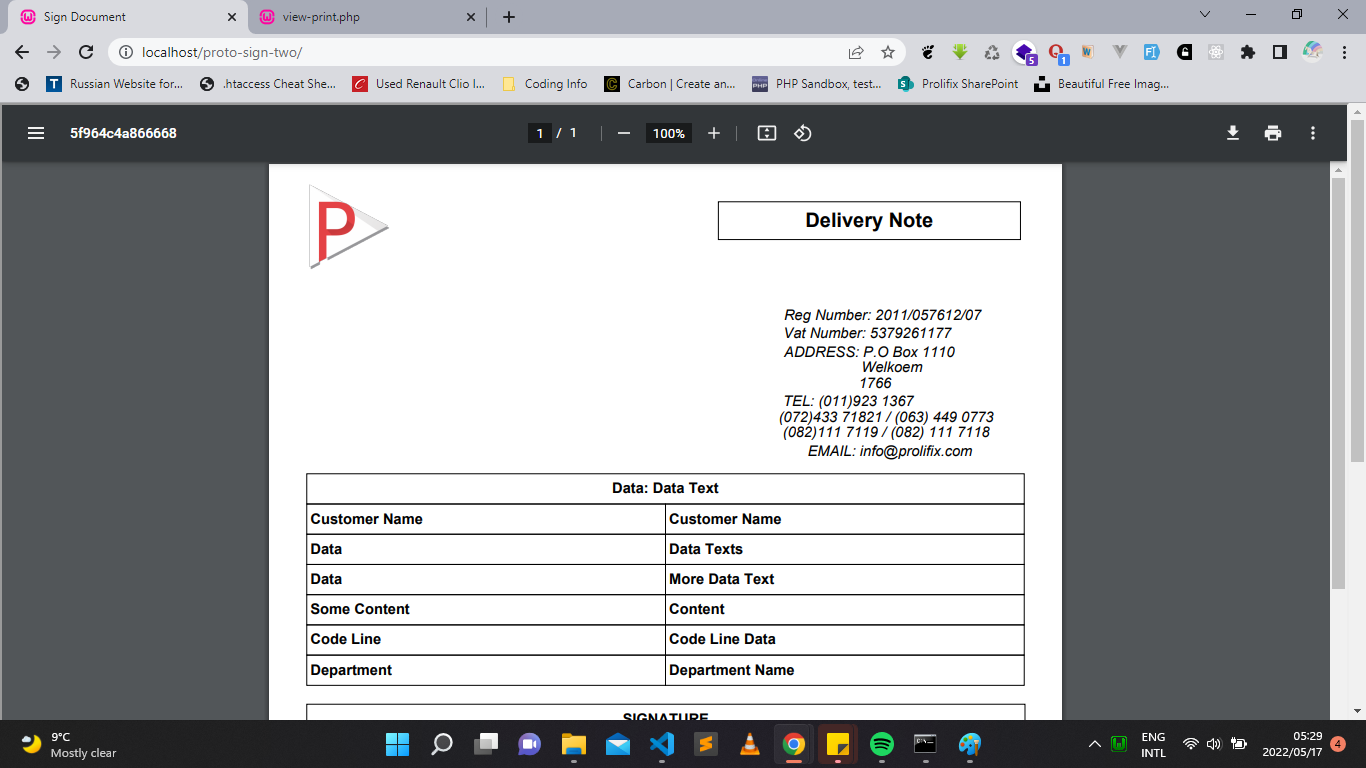 Sign Document
view-print.php
localhost/proto-sign-two/
5
1
Russian Website for...
.htaccess Cheat She...
Used Renault Clio I...
Coding Info
Carbon | Create an...
PHP Sandbox, test...
Prolifix SharePoint
Beautiful Free Imag...
5f964c4a866668
1 / 1
100%
P
Delivery Note
Reg Number: 2011/057612/07
Vat Number: 5379261177
ADDRESS: P.O Box 1110
Welkoem
1766
TEL: (011)923 1367
(072)433 71821 / (063) 449 0773
(082)111 7119 / (082) 111 7118
EMAIL: info@prolifix.com
Data: Data Text
Customer Name Customer Name
Data Data Texts
Data More Data Text
Some Content Content
Code Line Code Line Data
Department Department Name
SIGNATURE
9°C
Mostly clear
ENG
INTL
05:29
2022/05/17
4